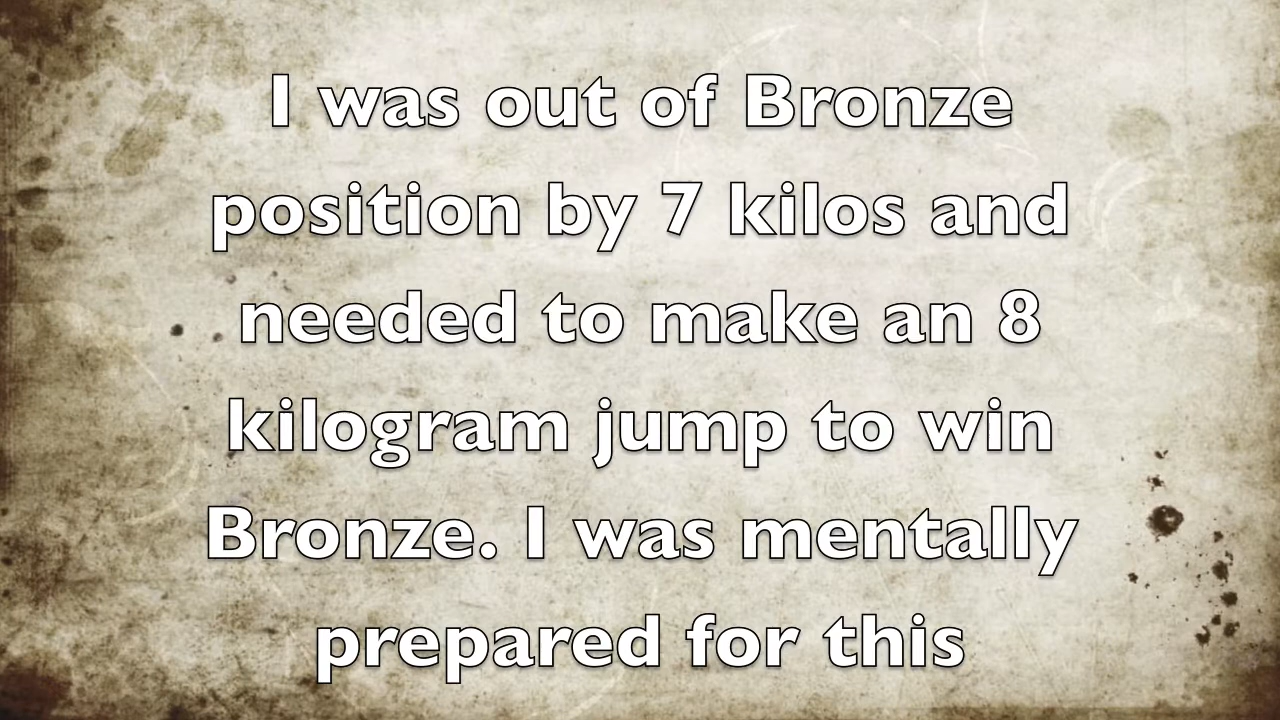 I was out of Bronze
position by 7 kilos and
needed to make an 8
kilogram jump to win
Bronze. I was mentally
prepared for this